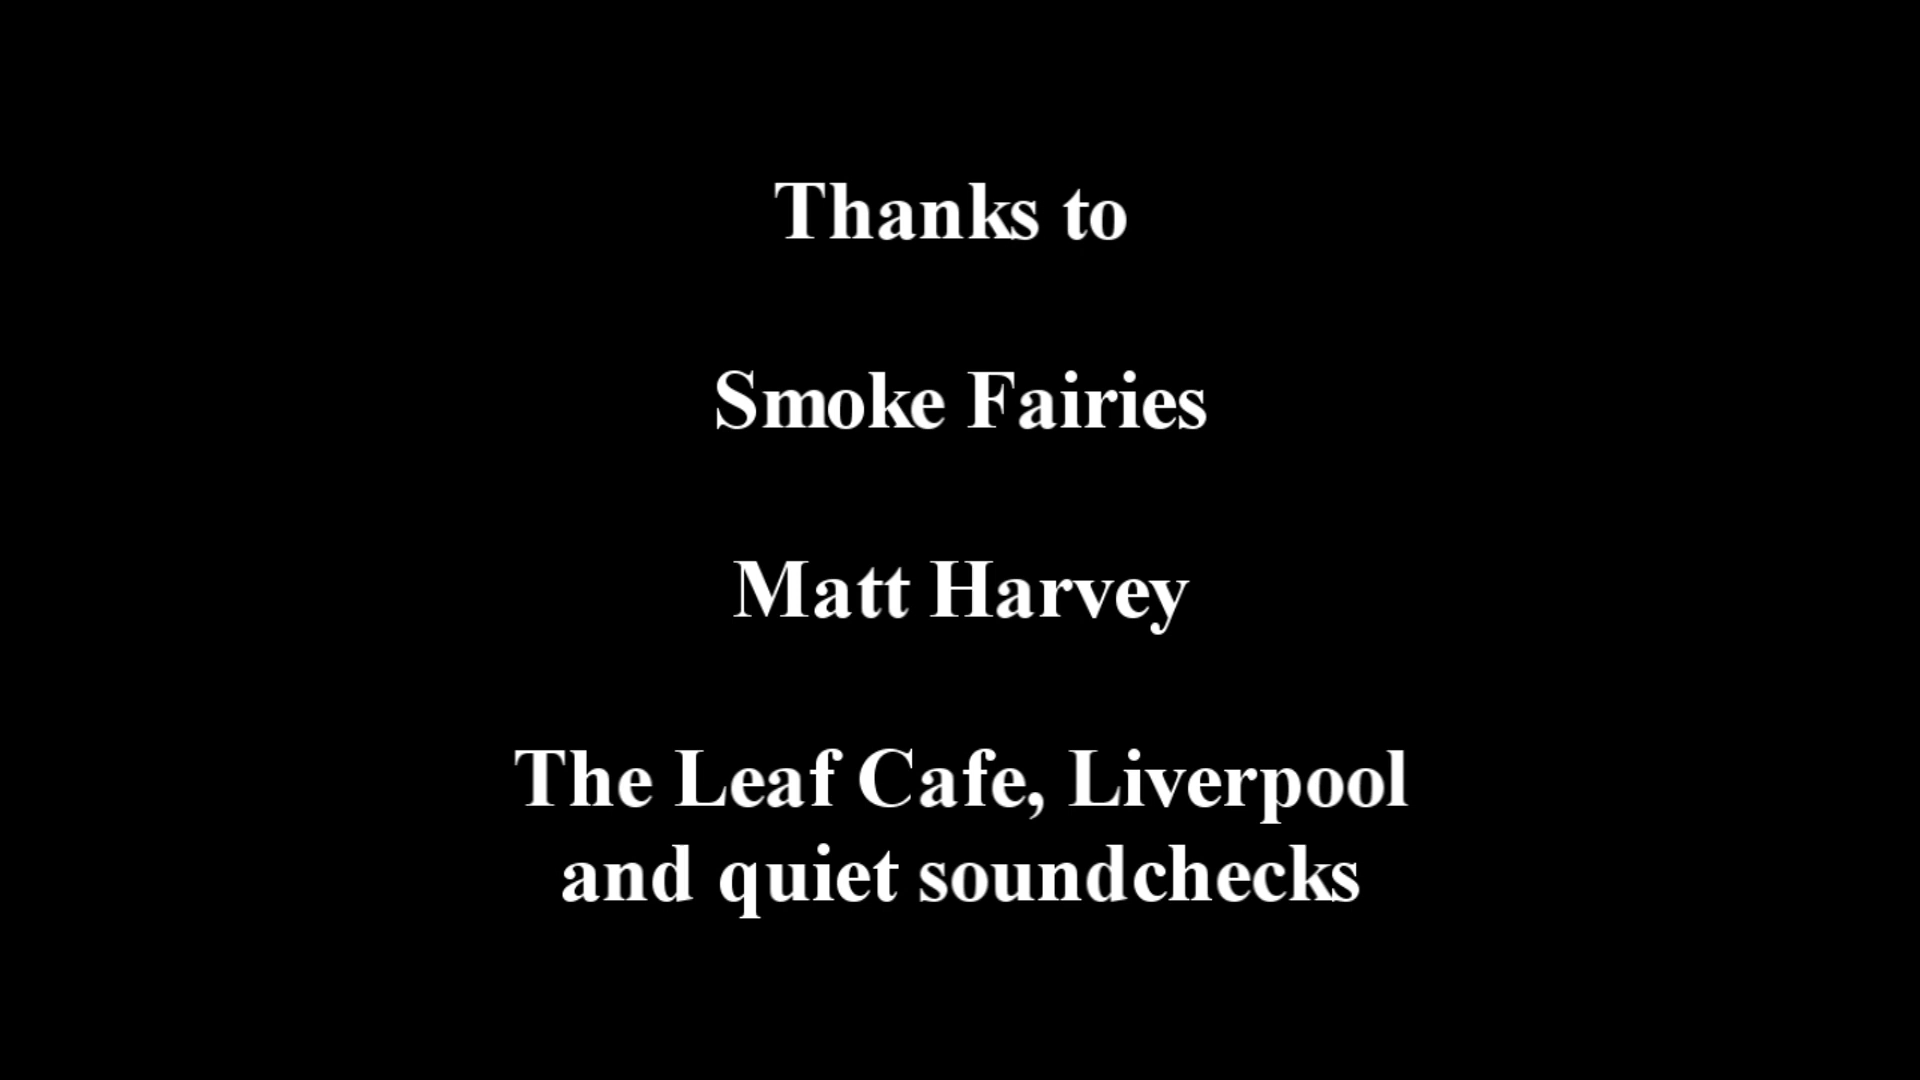 Thanks to
Smoke Fairies
Matt Harvey
The Leaf Cafe, Liverpool
and quiet soundchecks